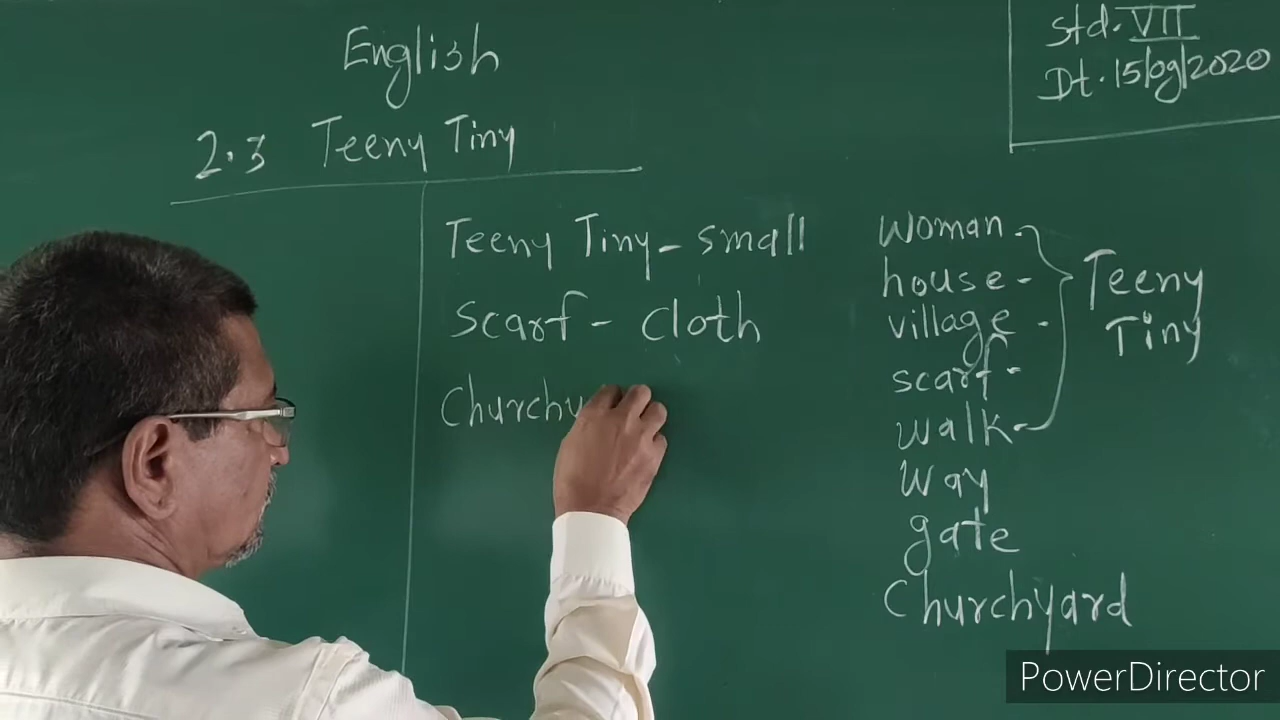 English
Std. VII
Dt. 15/09/2020
2.3 Teeny Tiny
Teeny Tiny - small
Scarf - Cloth
Churchy
woman -
house -
village -
scarf -
walk -
way
gate
Churchyard
Teeny
Tiny
PowerDirector